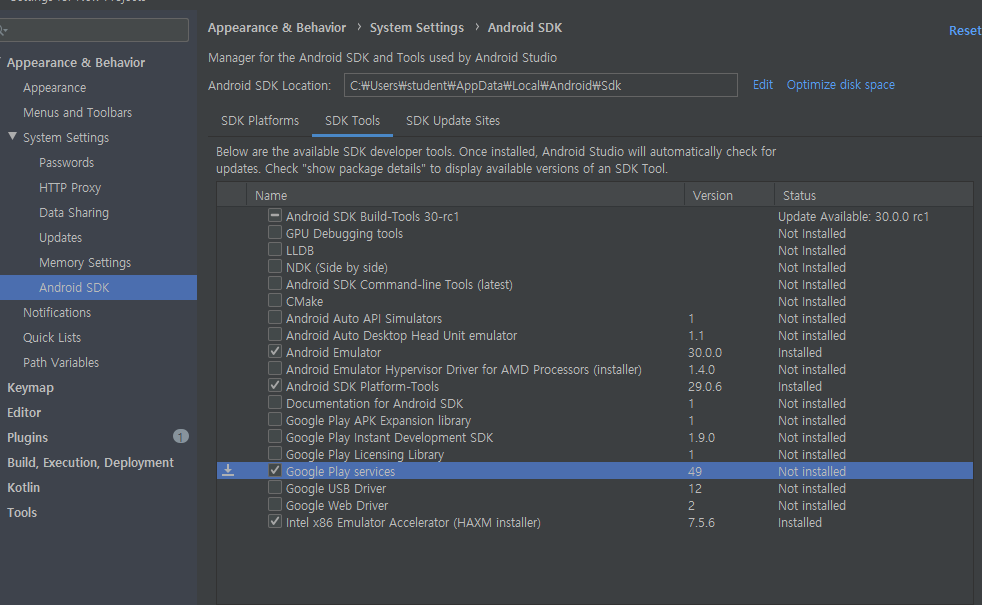 Settings for New Projects
Appearance & Behavior
Appearance
Menus and Toolbars
System Settings
Passwords
HTTP Proxy
Data Sharing
Updates
Memory Settings
Android SDK
Notifications
Quick Lists
Path Variables
Keymap
Editor
Plugins 1
Build, Execution, Deployment
Kotlin
Tools
Appearance & Behavior › System Settings › Android SDK
Reset
Manager for the Android SDK and Tools used by Android Studio
Android SDK Location: C:₩Users₩student₩AppData₩Local₩Android₩Sdk Edit Optimize disk space
SDK Platforms SDK Tools SDK Update Sites
Below are the available SDK developer tools. Once installed, Android Studio will automatically check for
updates. Check "show package details" to display available versions of an SDK Tool.
Name Version Status
Android SDK Build-Tools 30-rc1 Update Available: 30.0.0 rc1
GPU Debugging tools Not Installed
LLDB Not Installed
NDK (Side by side) Not Installed
Android SDK Command-line Tools (latest) Not Installed
CMake Not Installed
Android Auto API Simulators 1 Not installed
Android Auto Desktop Head Unit emulator 1.1 Not installed
Android Emulator 30.0.0 Installed
Android Emulator Hypervisor Driver for AMD Processors (installer) 1.4.0 Not installed
Android SDK Platform-Tools 29.0.6 Installed
Documentation for Android SDK 1 Not installed
Google Play APK Expansion library 1 Not installed
Google Play Instant Development SDK 1.9.0 Not installed
Google Play Licensing Library 1 Not installed
Google Play services 49 Not installed
Google USB Driver 12 Not installed
Google Web Driver 2 Not installed
Intel x86 Emulator Accelerator (HAXM installer) 7.5.6 Installed